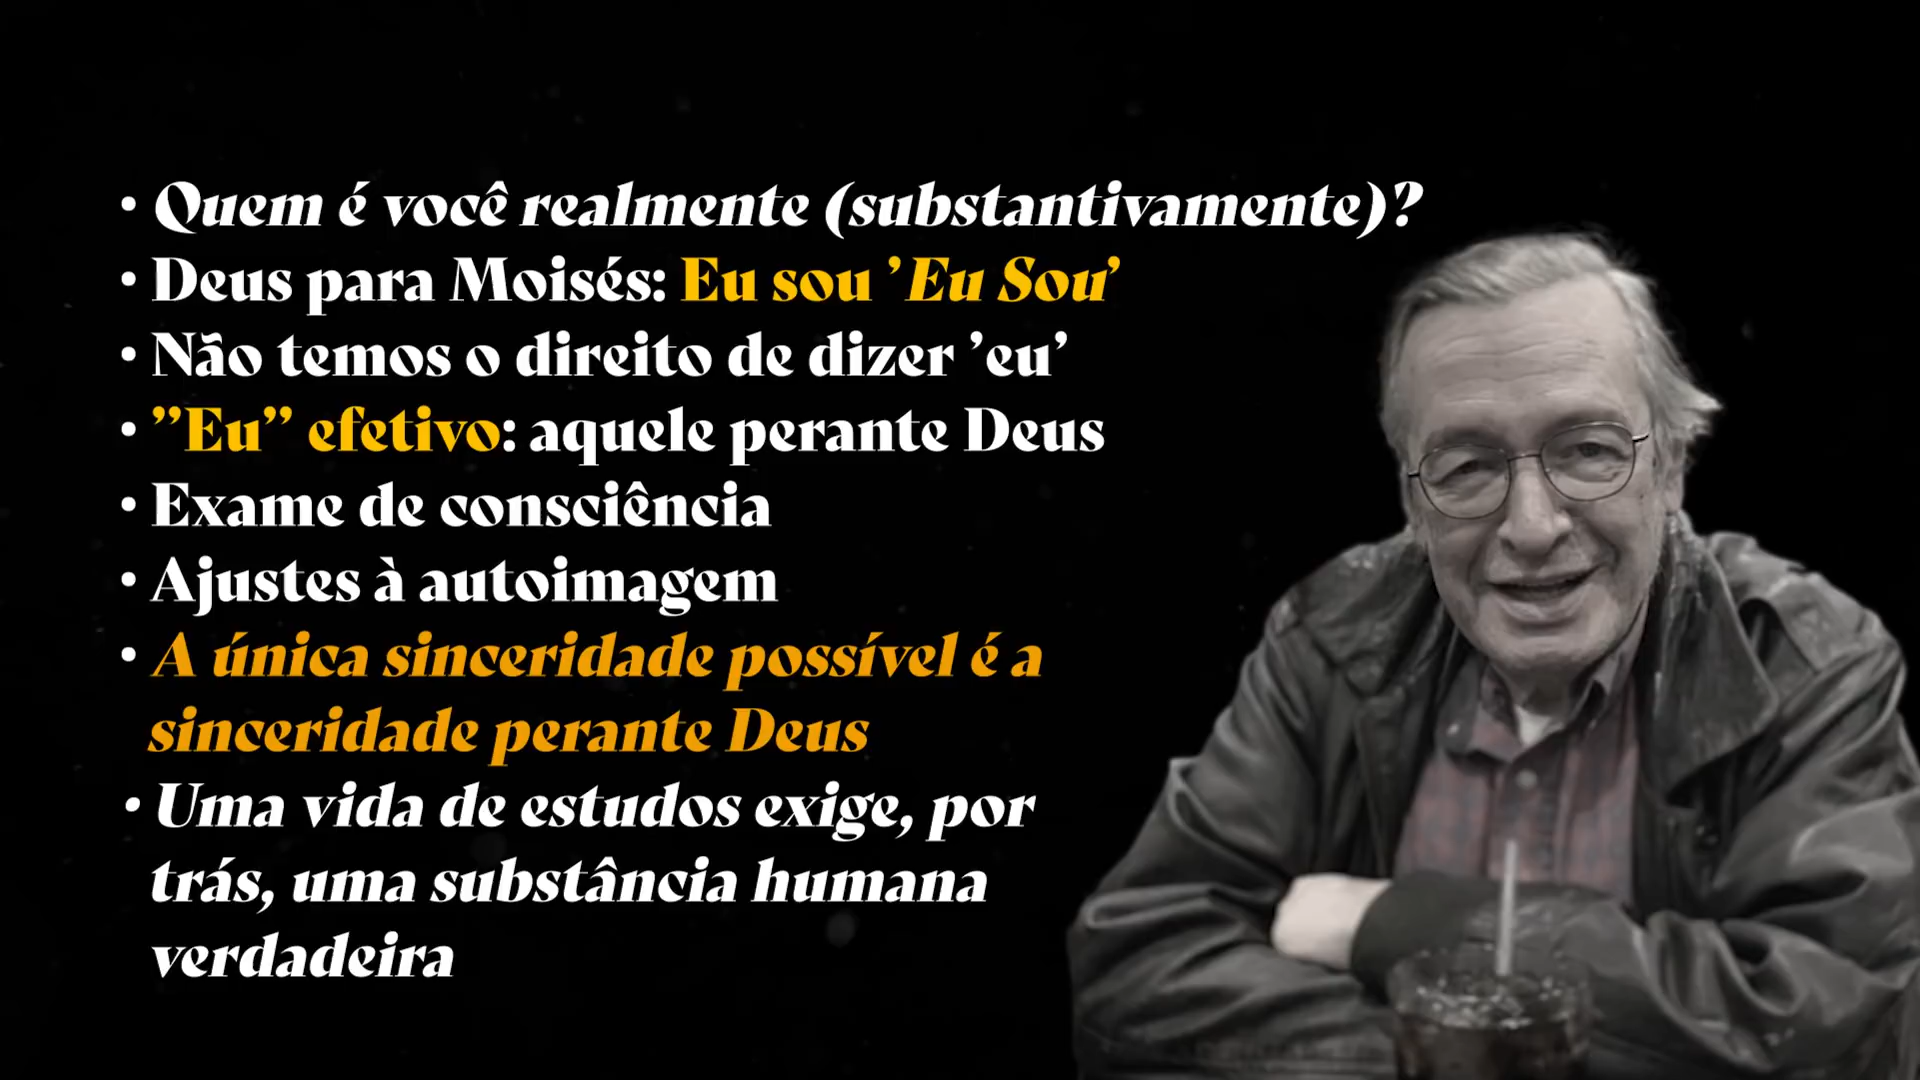 • Quem é você realmente (substantivamente)?
• Deus para Moisés: Eu sou ’Eu Sou’
• Não temos o direito de dizer ’eu’
• ”Eu” efetivo: aquele perante Deus
• Exame de consciência
• Ajustes à autoimagem
• A única sinceridade possível é a
sinceridade perante Deus
• Uma vida de estudos exige, por
trás, uma substância humana
verdadeira